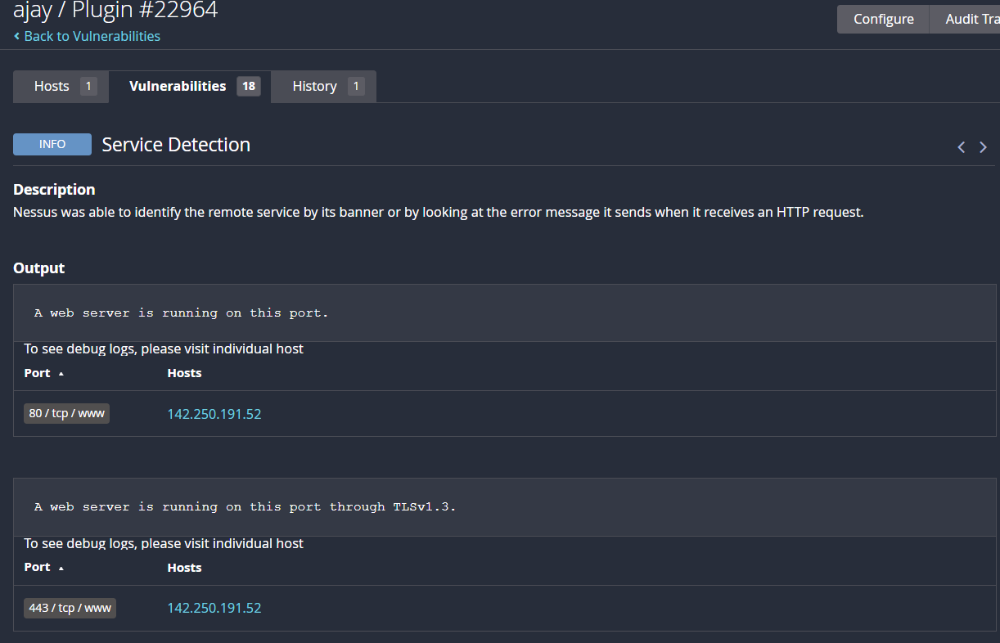 ajay / Plugin #22964
Configure
Audit Tra
‹ Back to Vulnerabilities
Hosts 1
Vulnerabilities 18
History 1
INFO
Service Detection
Description
Nessus was able to identify the remote service by its banner or by looking at the error message it sends when it receives an HTTP request.
Output
A web server is running on this port.
To see debug logs, please visit individual host
Port ▲ Hosts
80 / tcp / www 142.250.191.52
A web server is running on this port through TLSv1.3.
To see debug logs, please visit individual host
Port ▲ Hosts
443 / tcp / www 142.250.191.52